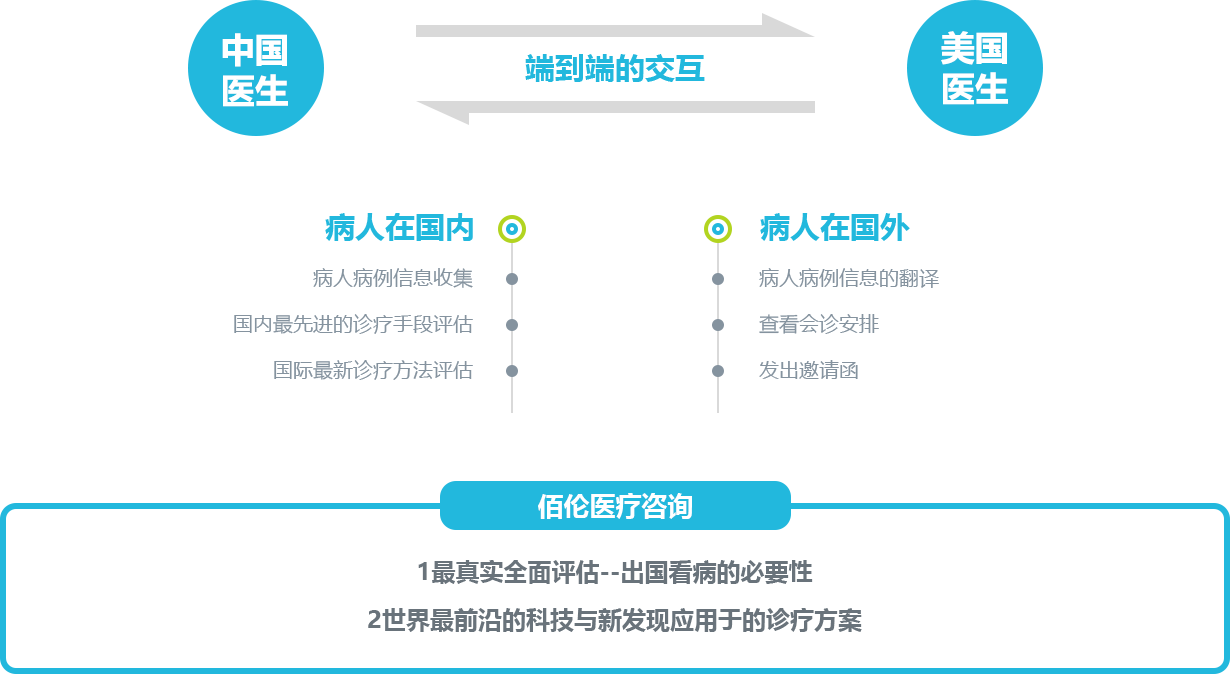 中国
医生
端到端的交互
美国
医生
病人在国内
病人病例信息收集
国内最先进的诊疗手段评估
国际最新诊疗方法评估
病人在国外
病人病例信息的翻译
查看会诊安排
发出邀请函
佰伦医疗咨询
1最真实全面评估--出国看病的必要性
2世界最前沿的科技与新发现应用于的诊疗方案